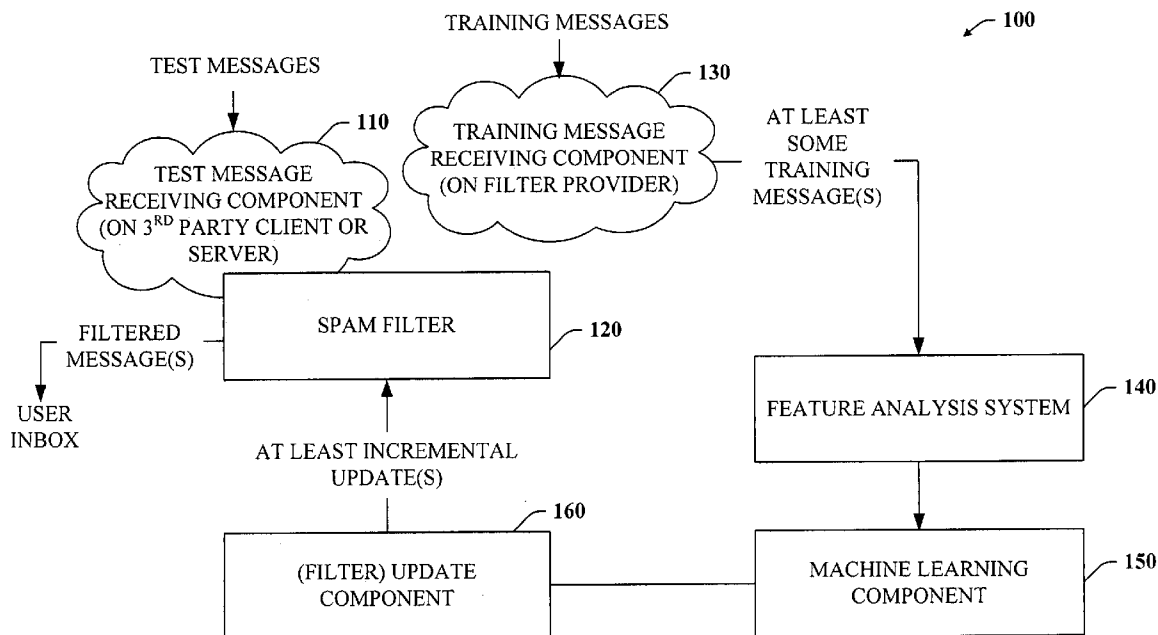 100
TRAINING MESSAGES
TEST MESSAGES
130
110
TRAINING MESSAGE
RECEIVING COMPONENT
(ON FILTER PROVIDER)
AT LEAST
SOME
TRAINING
MESSAGE(S)
TEST MESSAGE
RECEIVING COMPONENT
(ON 3RD PARTY CLIENT OR
SERVER)
SPAM FILTER
120
FILTERED
MESSAGE(S)
USER
INBOX
FEATURE ANALYSIS SYSTEM
140
AT LEAST INCREMENTAL
UPDATE(S)
160
(FILTER) UPDATE
COMPONENT
MACHINE LEARNING
COMPONENT
150